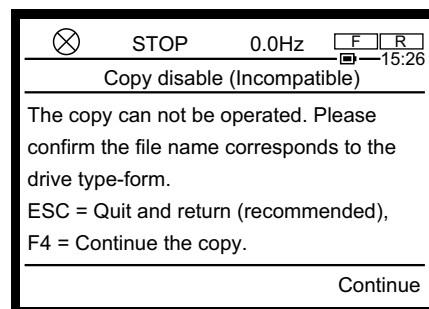 STOP 0.0Hz F R
15:26
Copy disable (Incompatible)
The copy can not be operated. Please
confirm the file name corresponds to the
drive type-form.
ESC = Quit and return (recommended),
F4 = Continue the copy.
Continue